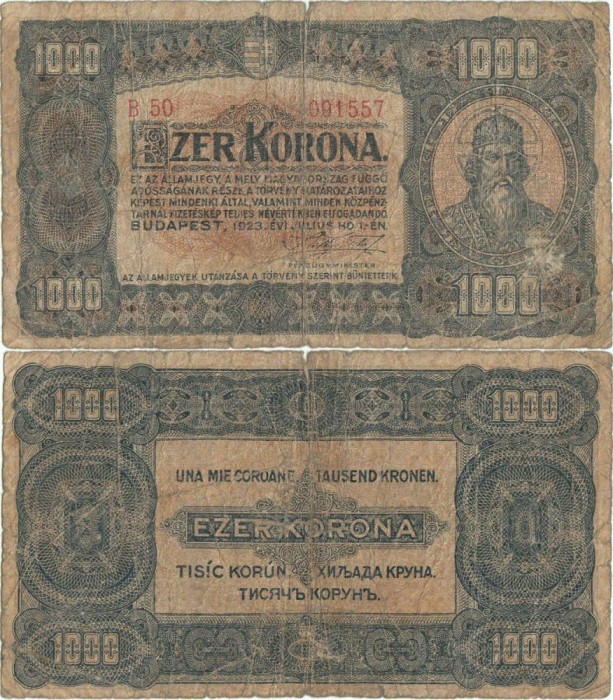 1000 1000
B 50 091557
EZER KORONA.
EZ AZ ÁLLAMJEGY, A MELY MAGYARORSZÁG FÜGGŐ
ADÓSSÁGÁNAK RÉSZE, A TÖRVÉNY HATÁROZATAIHOZ
KÉPEST MINDENKI ÁLTAL, VALAMINT MINDEN KÖZPÉNZ-
TÁRNÁL FIZETÉSKÉP TELJES NÉVÉRTÉKBEN ELFOGADANDÓ.
BUDAPEST, 1923. ÉVI JÚLIUS HÓ 1-ÉN.
PÉNZÜGYMINISTER.
AZ ÁLLAMJEGYEK UTÁNZÁSA A TÖRVÉNY SZERINT BÜNTETTETIK.
1000 1000
1000 1000
UNA MIE COROANE. TAUSEND KRONEN.
EZER KORONA
TISÍC KORÚN ХИЉАДА КРУНА.
ТИСЯЧЪ КОРУНЪ.
1000 1000